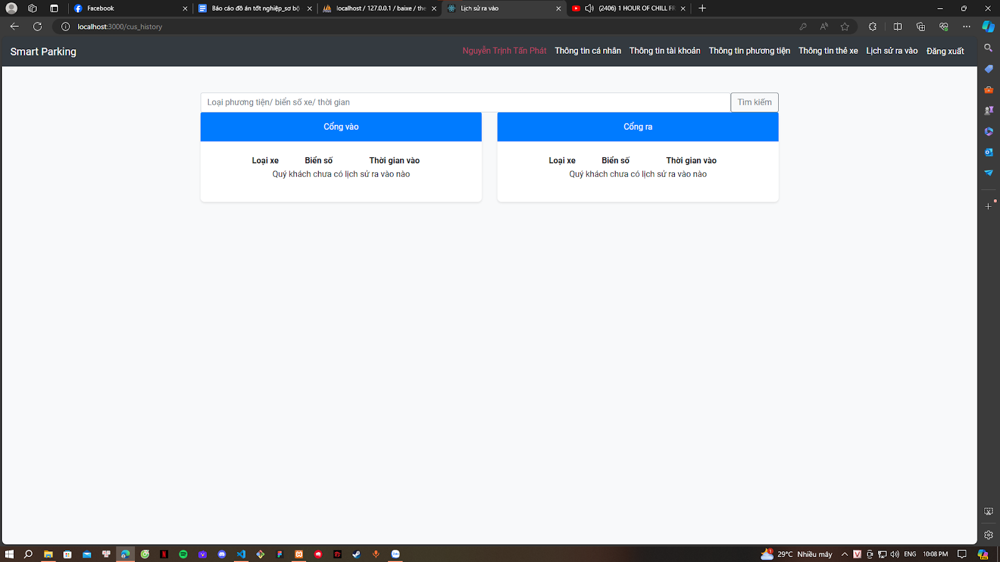 Facebook
Báo cáo đồ án tốt nghiệp_sơ bộ
localhost / 127.0.0.1 / baixe / the
Lịch sử ra vào
(2406) 1 HOUR OF CHILL FR
localhost:3000/cus_history
Smart Parking
Nguyễn Trịnh Tấn Phát
Thông tin cá nhân
Thông tin tài khoản
Thông tin phương tiện
Thông tin thẻ xe
Lịch sử ra vào
Đăng xuất
Loại phương tiện/ biển số xe/ thời gian
Tìm kiếm
Cổng vào
Cổng ra
Loại xe Biển số Thời gian vào
Quý khách chưa có lịch sử ra vào nào
Loại xe Biển số Thời gian vào
Quý khách chưa có lịch sử ra vào nào
29°C Nhiều mây
ENG
10:08 PM